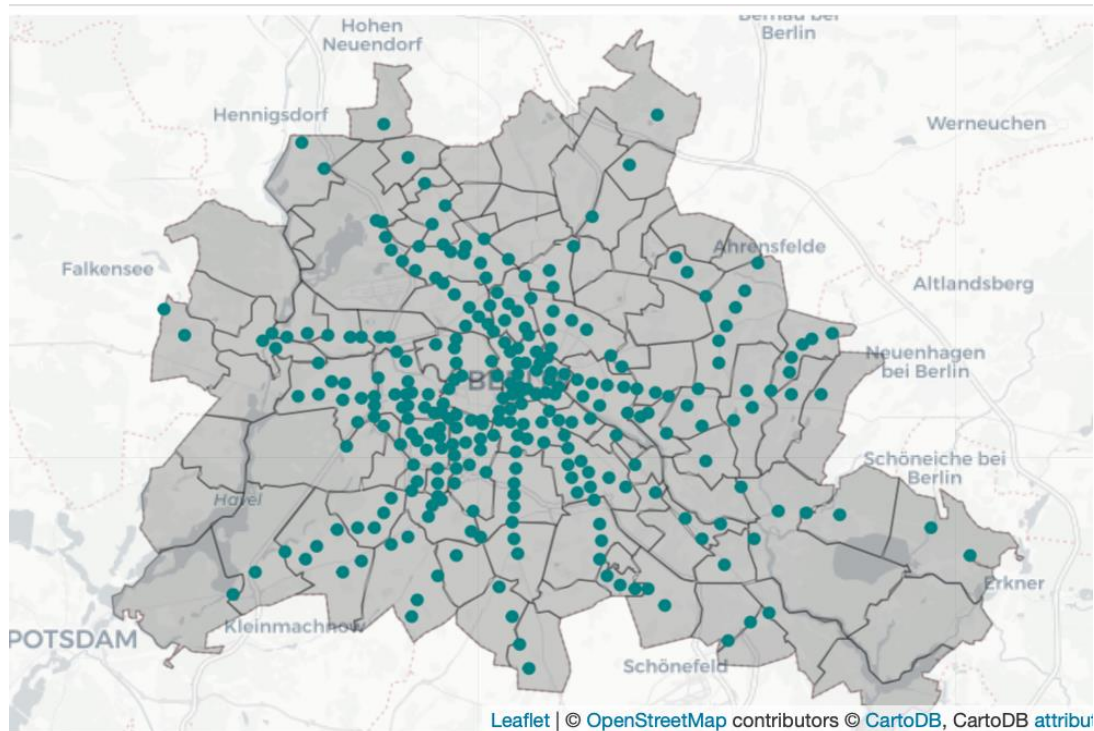 Hohen
Neuendorf
Bernau bei
Berlin
Hennigsdorf
Werneuchen
Ahrensfelde
Falkensee
Altlandsberg
Neuenhagen
bei Berlin
Schöneiche bei
Berlin
Havel
Erkner
Kleinmachnow
POTSDAM
Schönefeld
Leaflet | © OpenStreetMap contributors © CartoDB, CartoDB attribut